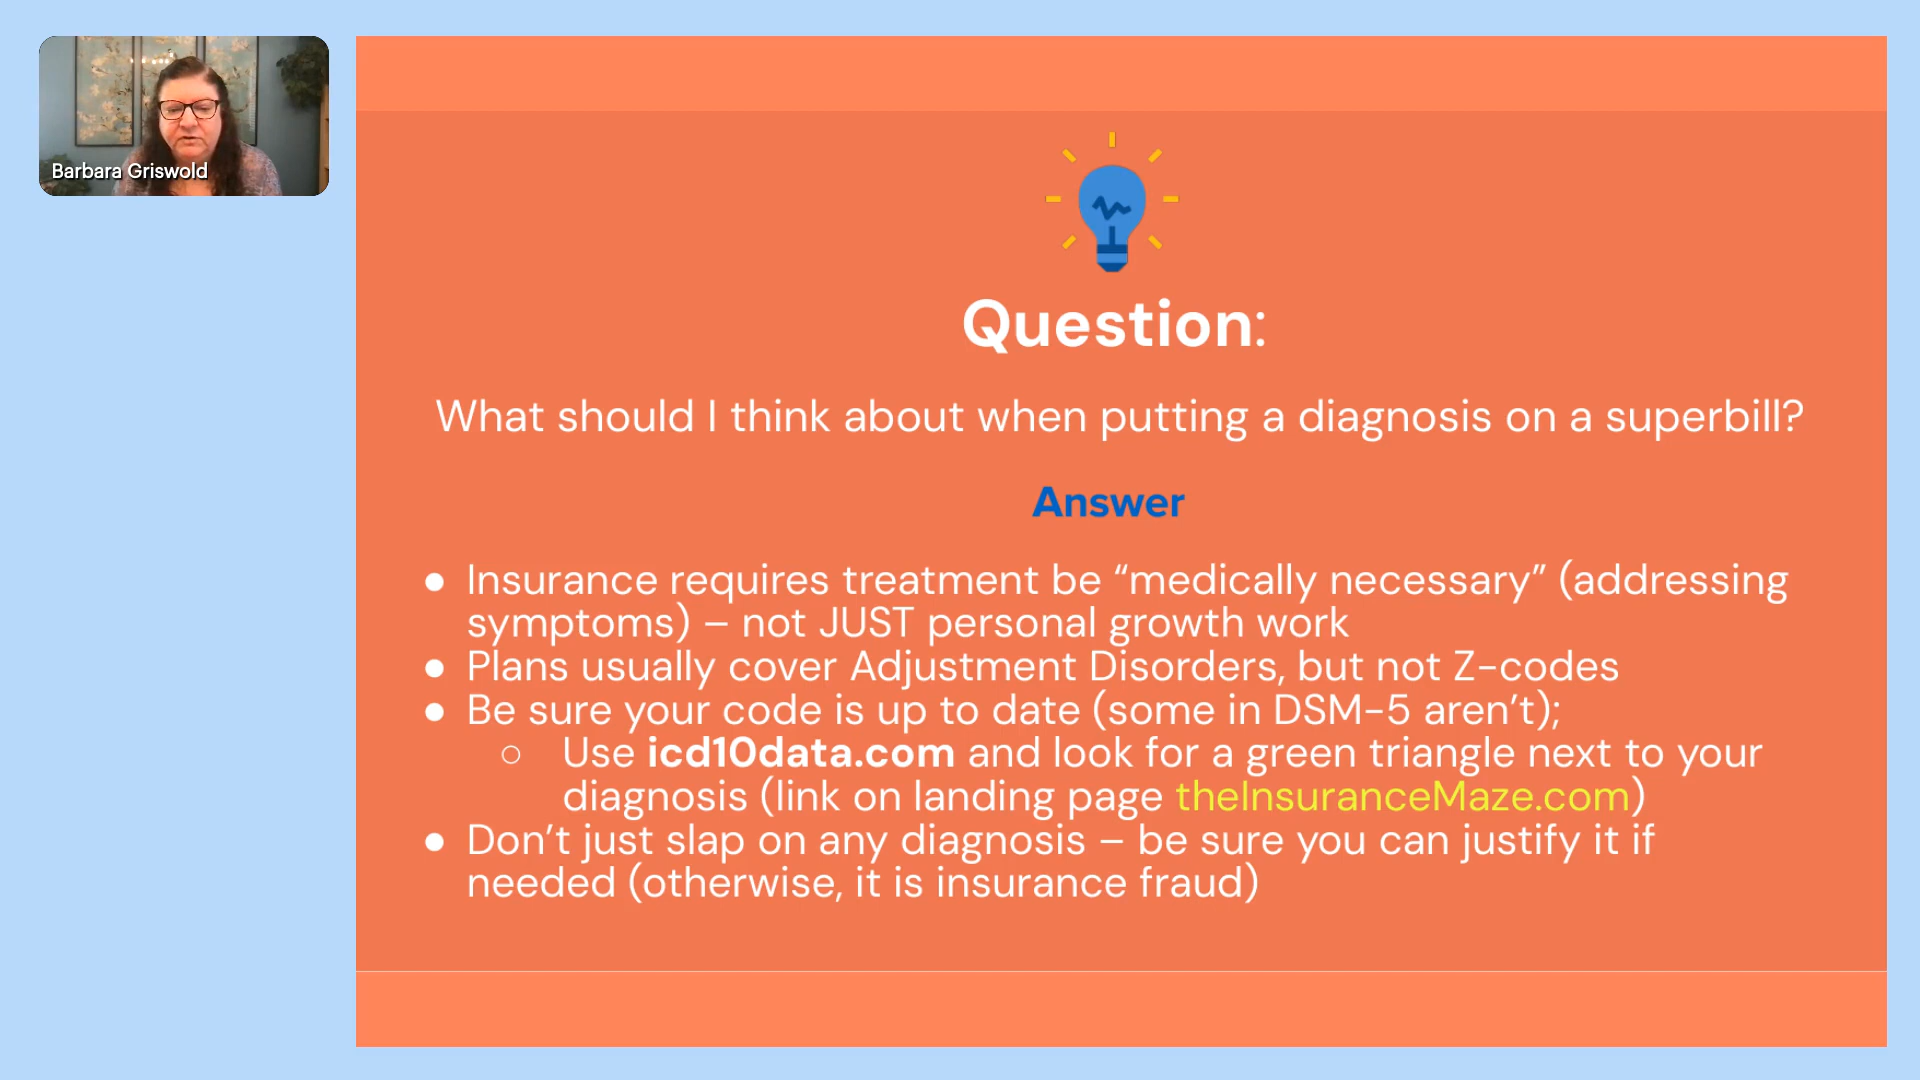 Barbara Griswold
Question:
What should I think about when putting a diagnosis on a superbill?
Answer
● Insurance requires treatment be “medically necessary” (addressing
symptoms) – not JUST personal growth work
● Plans usually cover Adjustment Disorders, but not Z-codes
● Be sure your code is up to date (some in DSM-5 aren’t);
○ Use icd10data.com and look for a green triangle next to your
diagnosis (link on landing page theInsuranceMaze.com)
● Don’t just slap on any diagnosis – be sure you can justify it if
needed (otherwise, it is insurance fraud)